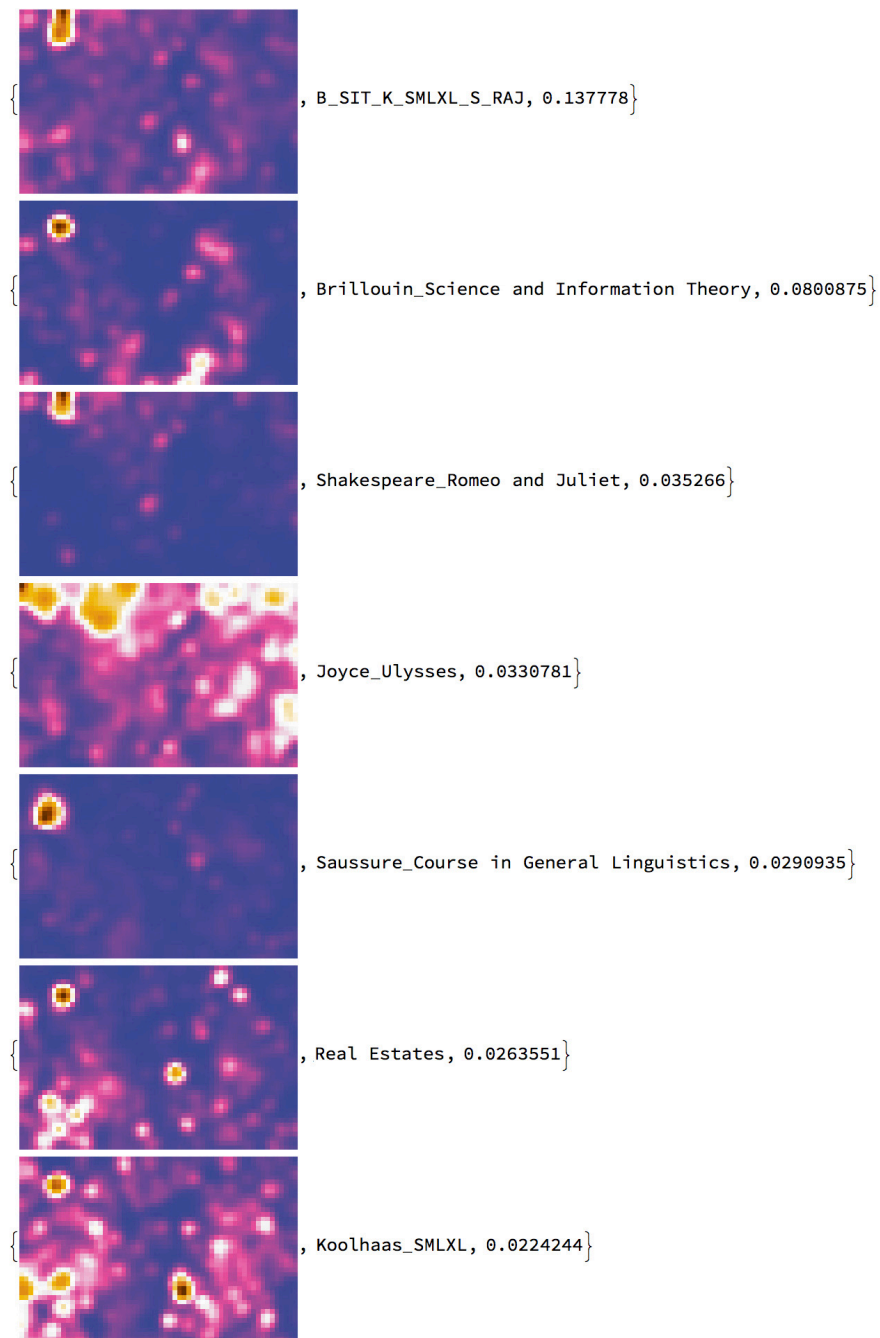 { , B_SIT_K_SMLXL_S_RAJ, 0.137778}
{ , Brillouin_Science and Information Theory, 0.0800875}
{ , Shakespeare_Romeo and Juliet, 0.035266}
{ , Joyce_Ulysses, 0.0330781}
{ , Saussure_Course in General Linguistics, 0.0290935}
{ , Real Estates, 0.0263551}
{ , Koolhaas_SMLXL, 0.0224244}